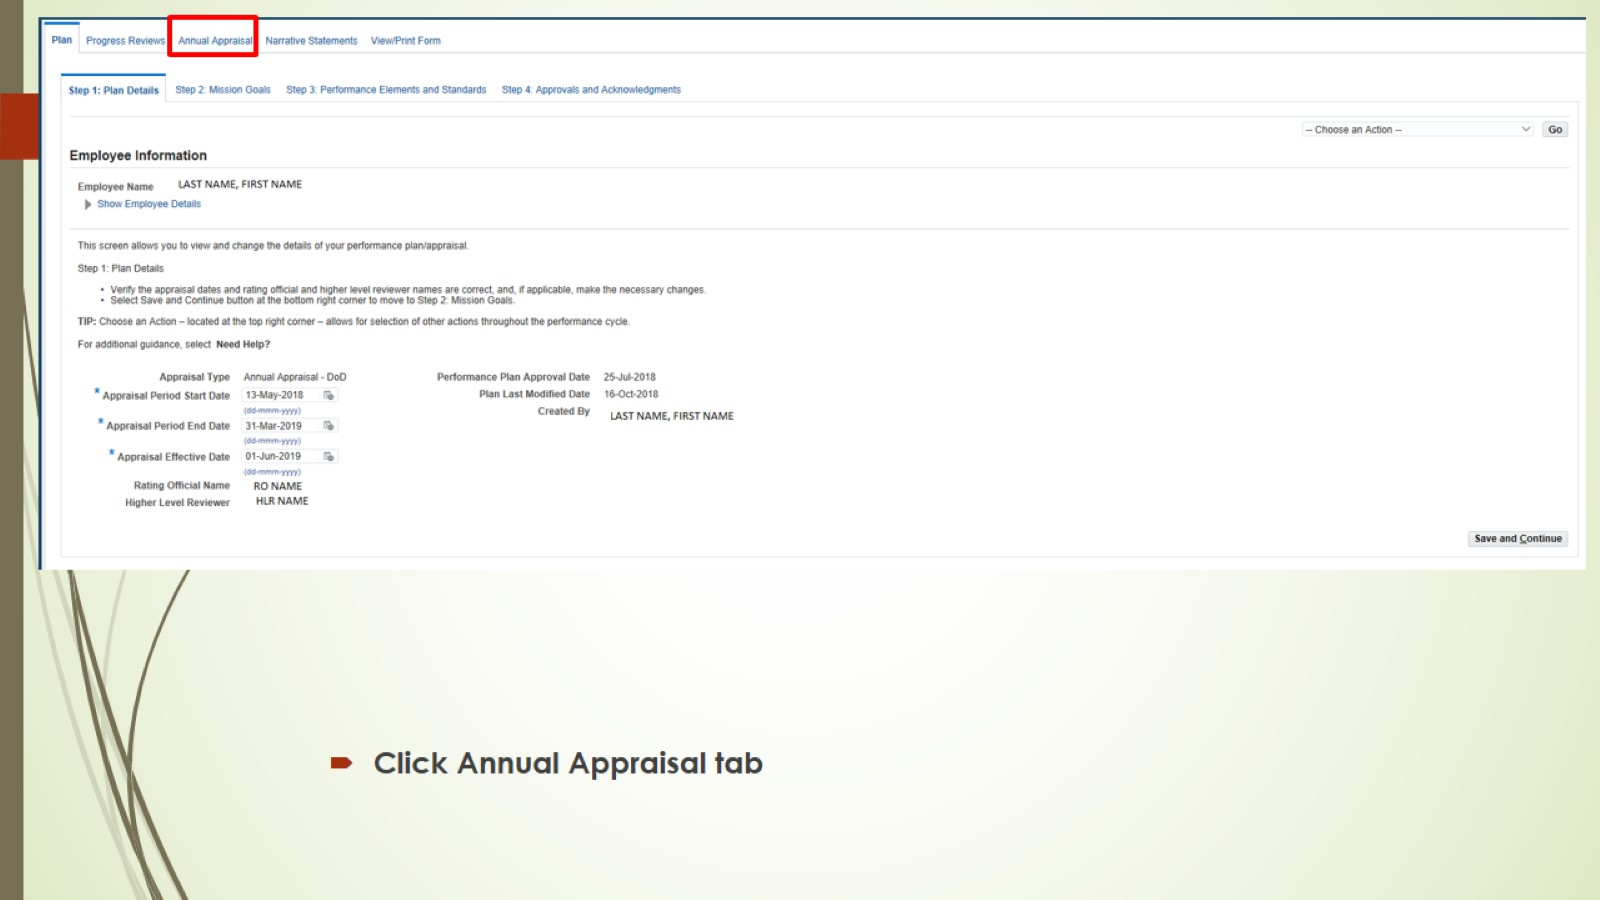 Plan Progress Reviews Annual Appraisal Narrative Statements View/Print Form
Step 1: Plan Details Step 2: Mission Goals Step 3: Performance Elements and Standards Step 4: Approvals and Acknowledgments
-- Choose an Action -- Go
Employee Information
Employee Name LAST NAME, FIRST NAME
Show Employee Details
This screen allows you to view and change the details of your performance plan/appraisal.
Step 1: Plan Details
• Verify the appraisal dates and rating official and higher level reviewer names are correct, and, if applicable, make the necessary changes.
• Select Save and Continue button at the bottom right corner to move to Step 2: Mission Goals.
TIP: Choose an Action – located at the top right corner – allows for selection of other actions throughout the performance cycle.
For additional guidance, select Need Help?
Appraisal Type Annual Appraisal - DoD
* Appraisal Period Start Date 13-May-2018
(dd-mmm-yyyy)
* Appraisal Period End Date 31-Mar-2019
(dd-mmm-yyyy)
* Appraisal Effective Date 01-Jun-2019
(dd-mmm-yyyy)
Rating Official Name RO NAME
Higher Level Reviewer HLR NAME
Performance Plan Approval Date 25-Jul-2018
Plan Last Modified Date 16-Oct-2018
Created By LAST NAME, FIRST NAME
Save and Continue
Click Annual Appraisal tab